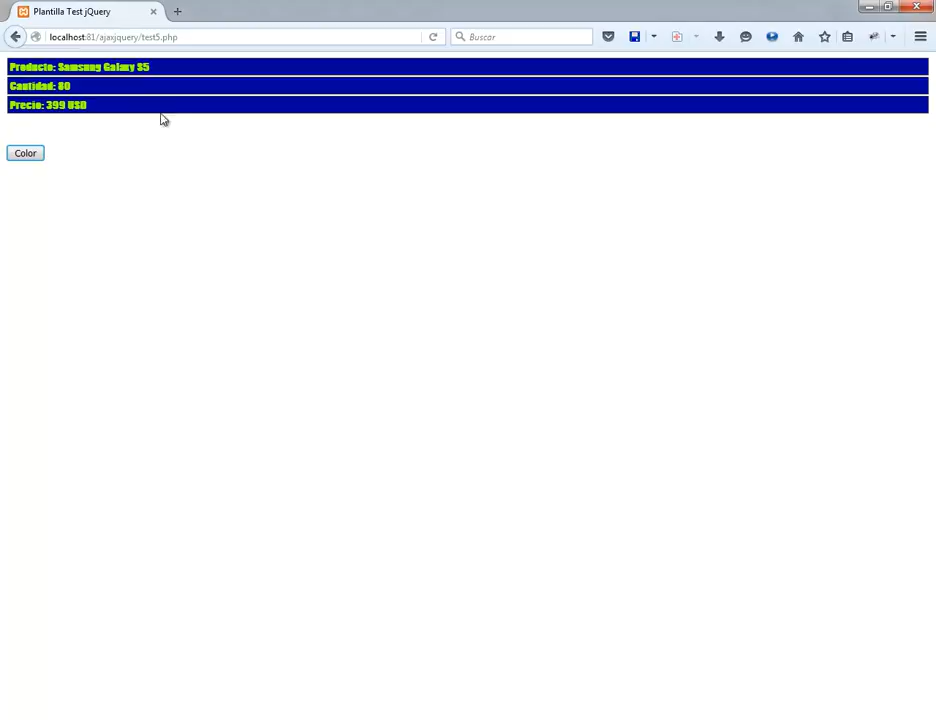 Plantilla Test jQuery
localhost:81/ajaxjquery/test5.php
Buscar
Producto: Samsung Galaxy S5
Cantidad: 80
Precio: 399 USD
Color